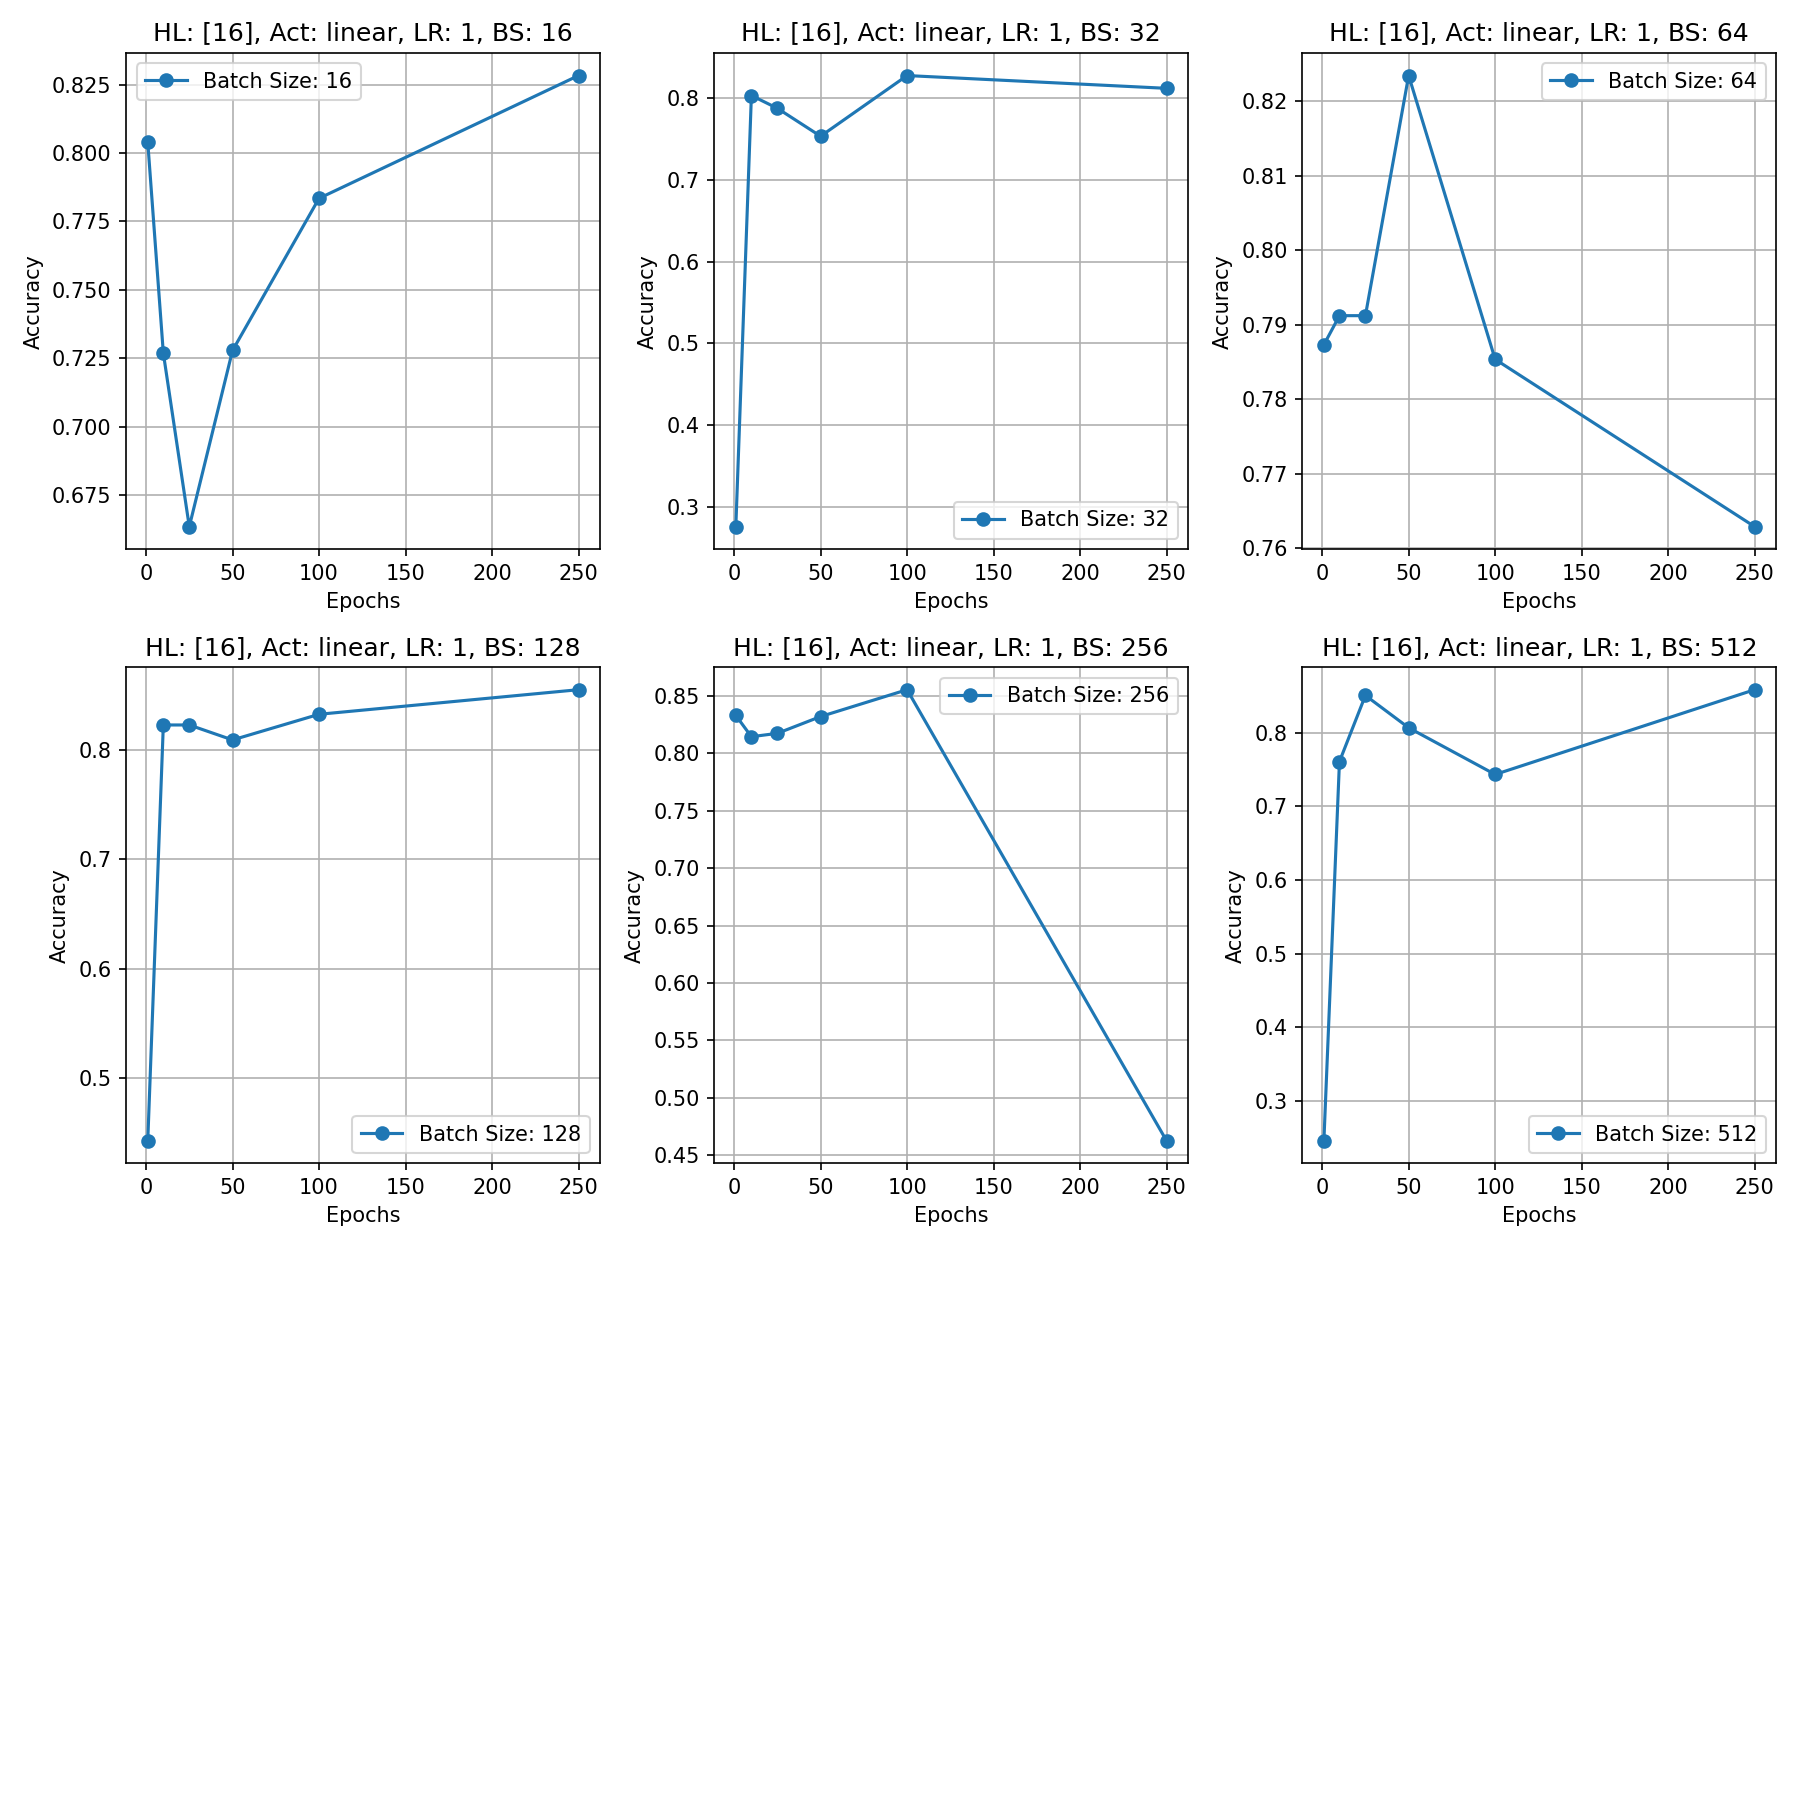 HL: [16], Act: linear, LR: 1, BS: 16
Batch Size: 16
0.825
0.800
0.775
0.750
0.725
0.700
0.675
Accuracy
0 50 100 150 200 250
Epochs
HL: [16], Act: linear, LR: 1, BS: 32
0.8
0.7
0.6
0.5
0.4
0.3
Accuracy
Batch Size: 32
0 50 100 150 200 250
Epochs
HL: [16], Act: linear, LR: 1, BS: 64
Batch Size: 64
0.82
0.81
0.80
0.79
0.78
0.77
0.76
Accuracy
0 50 100 150 200 250
Epochs
HL: [16], Act: linear, LR: 1, BS: 128
0.8
0.7
0.6
0.5
Accuracy
Batch Size: 128
0 50 100 150 200 250
Epochs
HL: [16], Act: linear, LR: 1, BS: 256
Batch Size: 256
0.85
0.80
0.75
0.70
0.65
0.60
0.55
0.50
0.45
Accuracy
0 50 100 150 200 250
Epochs
HL: [16], Act: linear, LR: 1, BS: 512
0.8
0.7
0.6
0.5
0.4
0.3
Accuracy
Batch Size: 512
0 50 100 150 200 250
Epochs